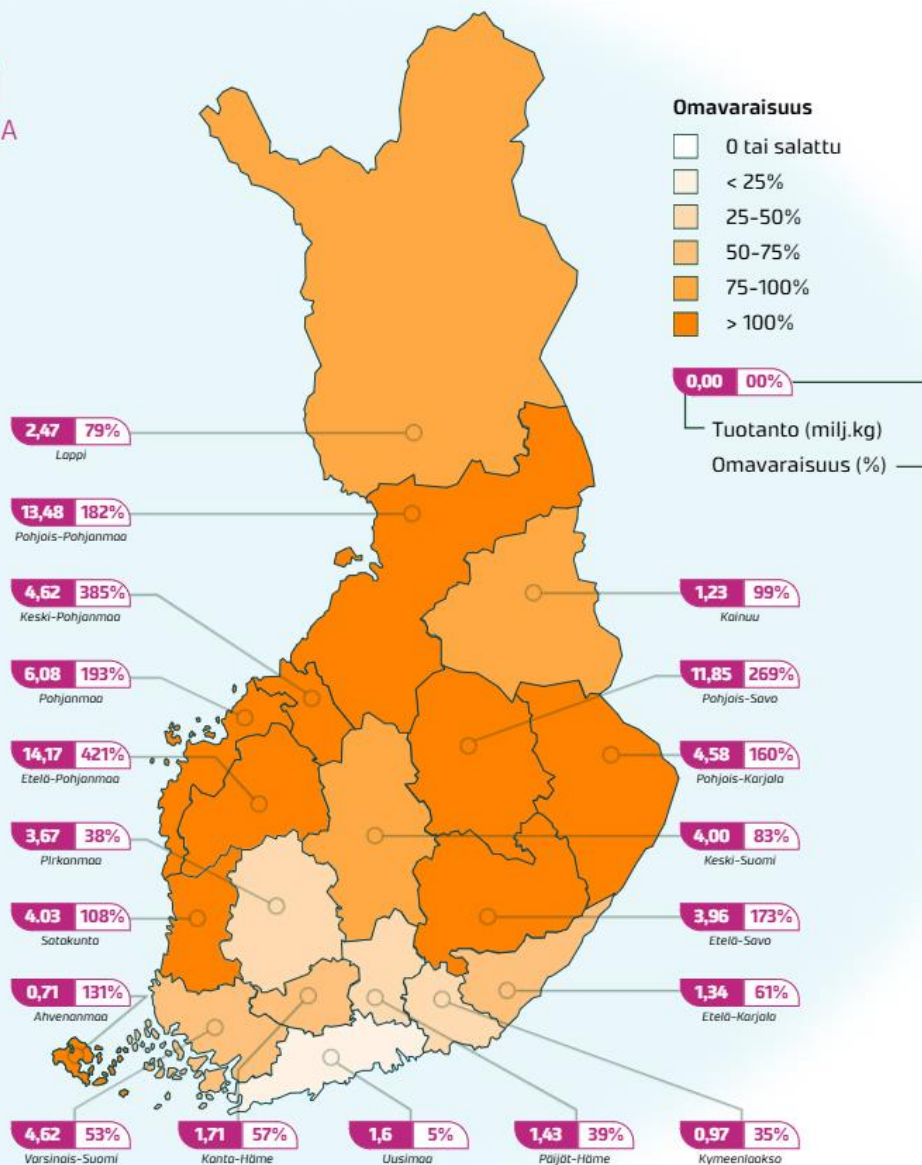 A
Omavaraisuus
0 tai salattu
< 25%
25-50%
50-75%
75-100%
> 100%
0,00 00%
Tuotanto (milj.kg)
Omavaraisuus (%)
2,47 79%
Lappi
13,48 182%
Pohjois-Pohjanmaa
4,62 385%
Keski-Pohjanmaa
6,08 193%
Pohjanmaa
14,17 421%
Etelä-Pohjanmaa
3,67 38%
Pirkanmaa
4.03 108%
Satakunta
0,71 131%
Ahvenanmaa
1,23 99%
Kainuu
11,85 269%
Pohjois-Savo
4,58 160%
Pohjois-Karjala
4,00 83%
Keski-Suomi
3,96 173%
Etelä-Savo
1,34 61%
Etelä-Karjala
4,62 53%
Varsinais-Suomi
1,71 57%
Kanta-Häme
1,6 5%
Uusimaa
1,43 39%
Päijät-Häme
0,97 35%
Kymeenlaakso